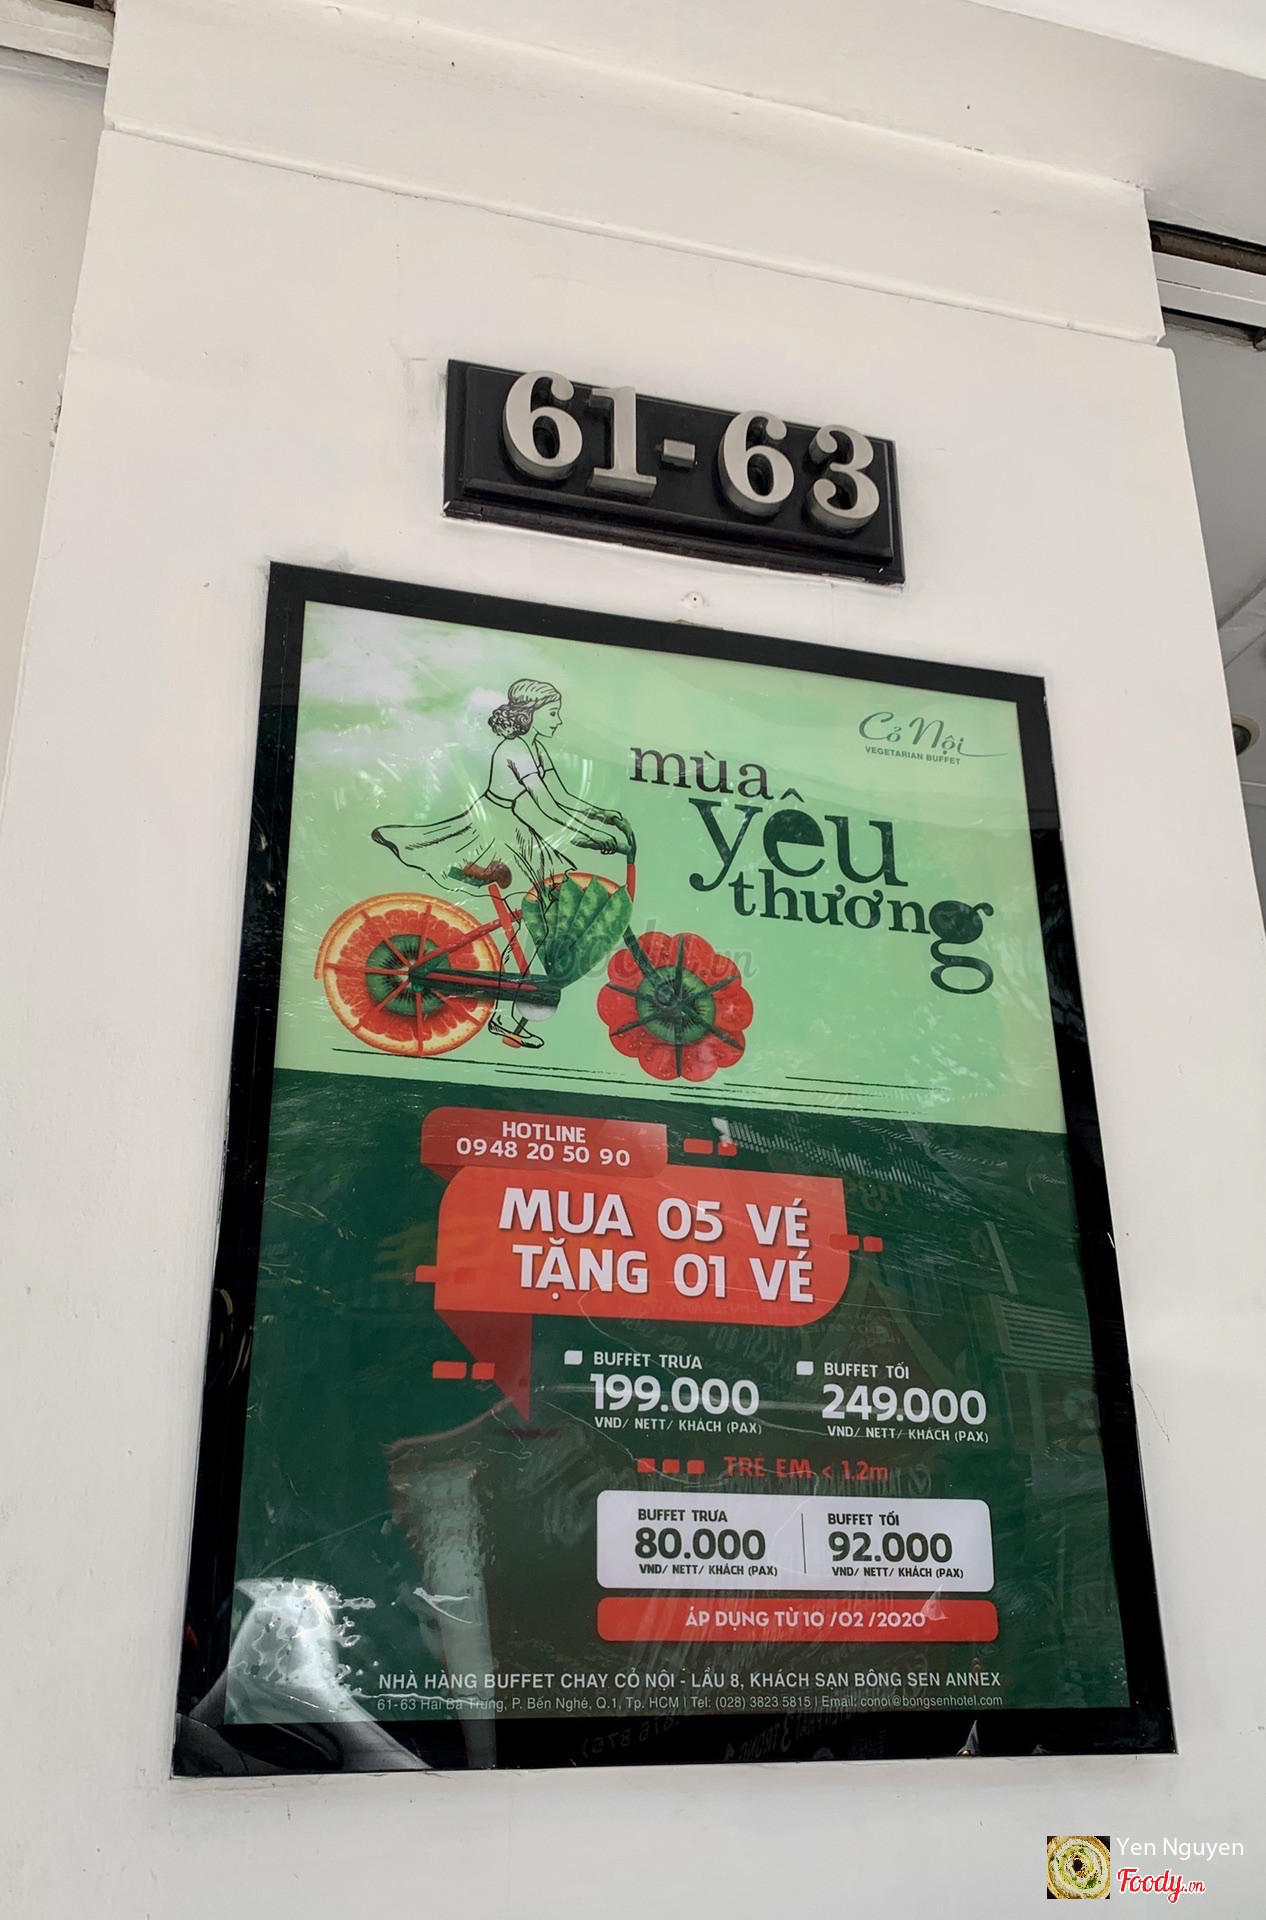 61-63
Cỏ Nội
VEGETARIAN BUFFET
mùa
yêu
thương
Foody.vn
HOTLINE
0948 20 50 90
MUA 05 VÉ
TẶNG 01 VÉ
BUFFET TRƯA
199.000
VND/ NETT/ KHÁCH (PAX)
BUFFET TỐI
249.000
VND/ NETT/ KHÁCH (PAX)
TRẺ EM < 1.2m
BUFFET TRƯA
80.000
VND/ NETT/ KHÁCH (PAX)
BUFFET TỐI
92.000
VND/ NETT/ KHÁCH (PAX)
ÁP DỤNG TỪ 10 /02 /2020
NHÀ HÀNG BUFFET CHAY CỎ NỘI - LẦU 8, KHÁCH SẠN BÔNG SEN ANNEX
61-63 Hai Bà Trưng, P. Bến Nghé, Q.1, Tp. HCM | Tel: (028) 3823 5815 | Email: conoi@bongsenhotel.com
Yen Nguyen
Foody.vn